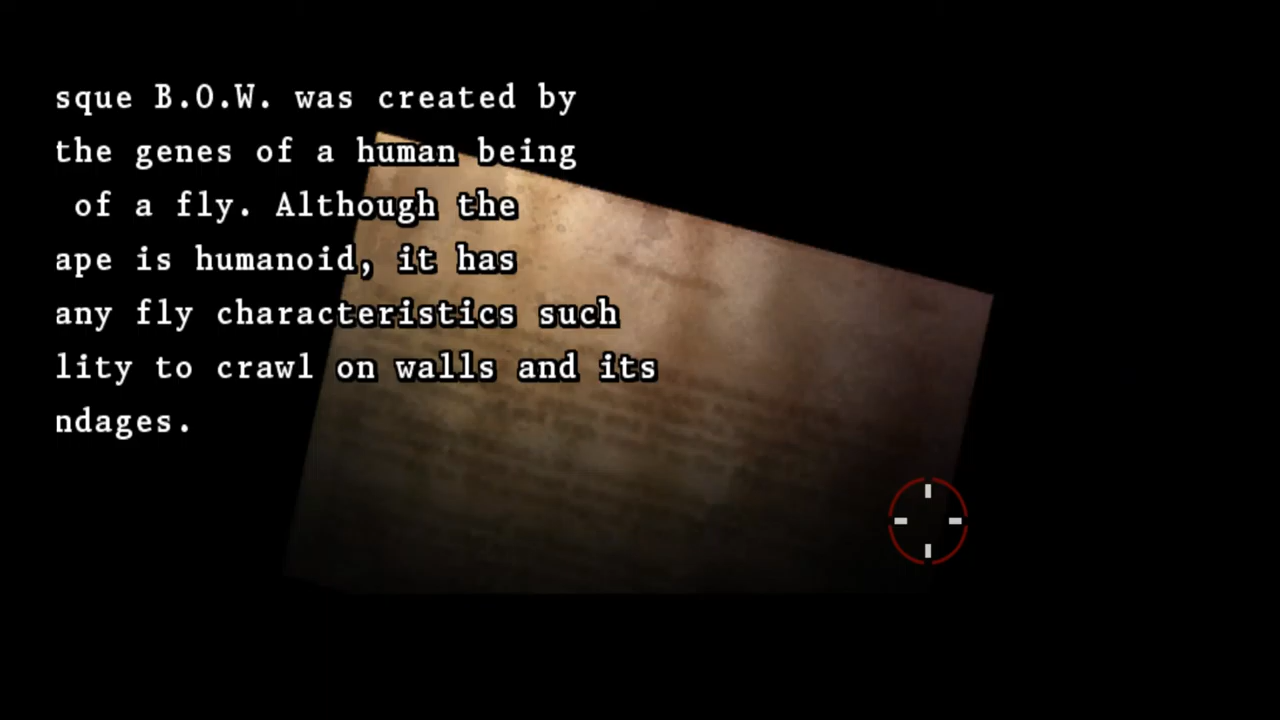 sque B.O.W. was created by
the genes of a human being
of a fly. Although the
ape is humanoid, it has
any fly characteristics such
lity to crawl on walls and its
ndages.